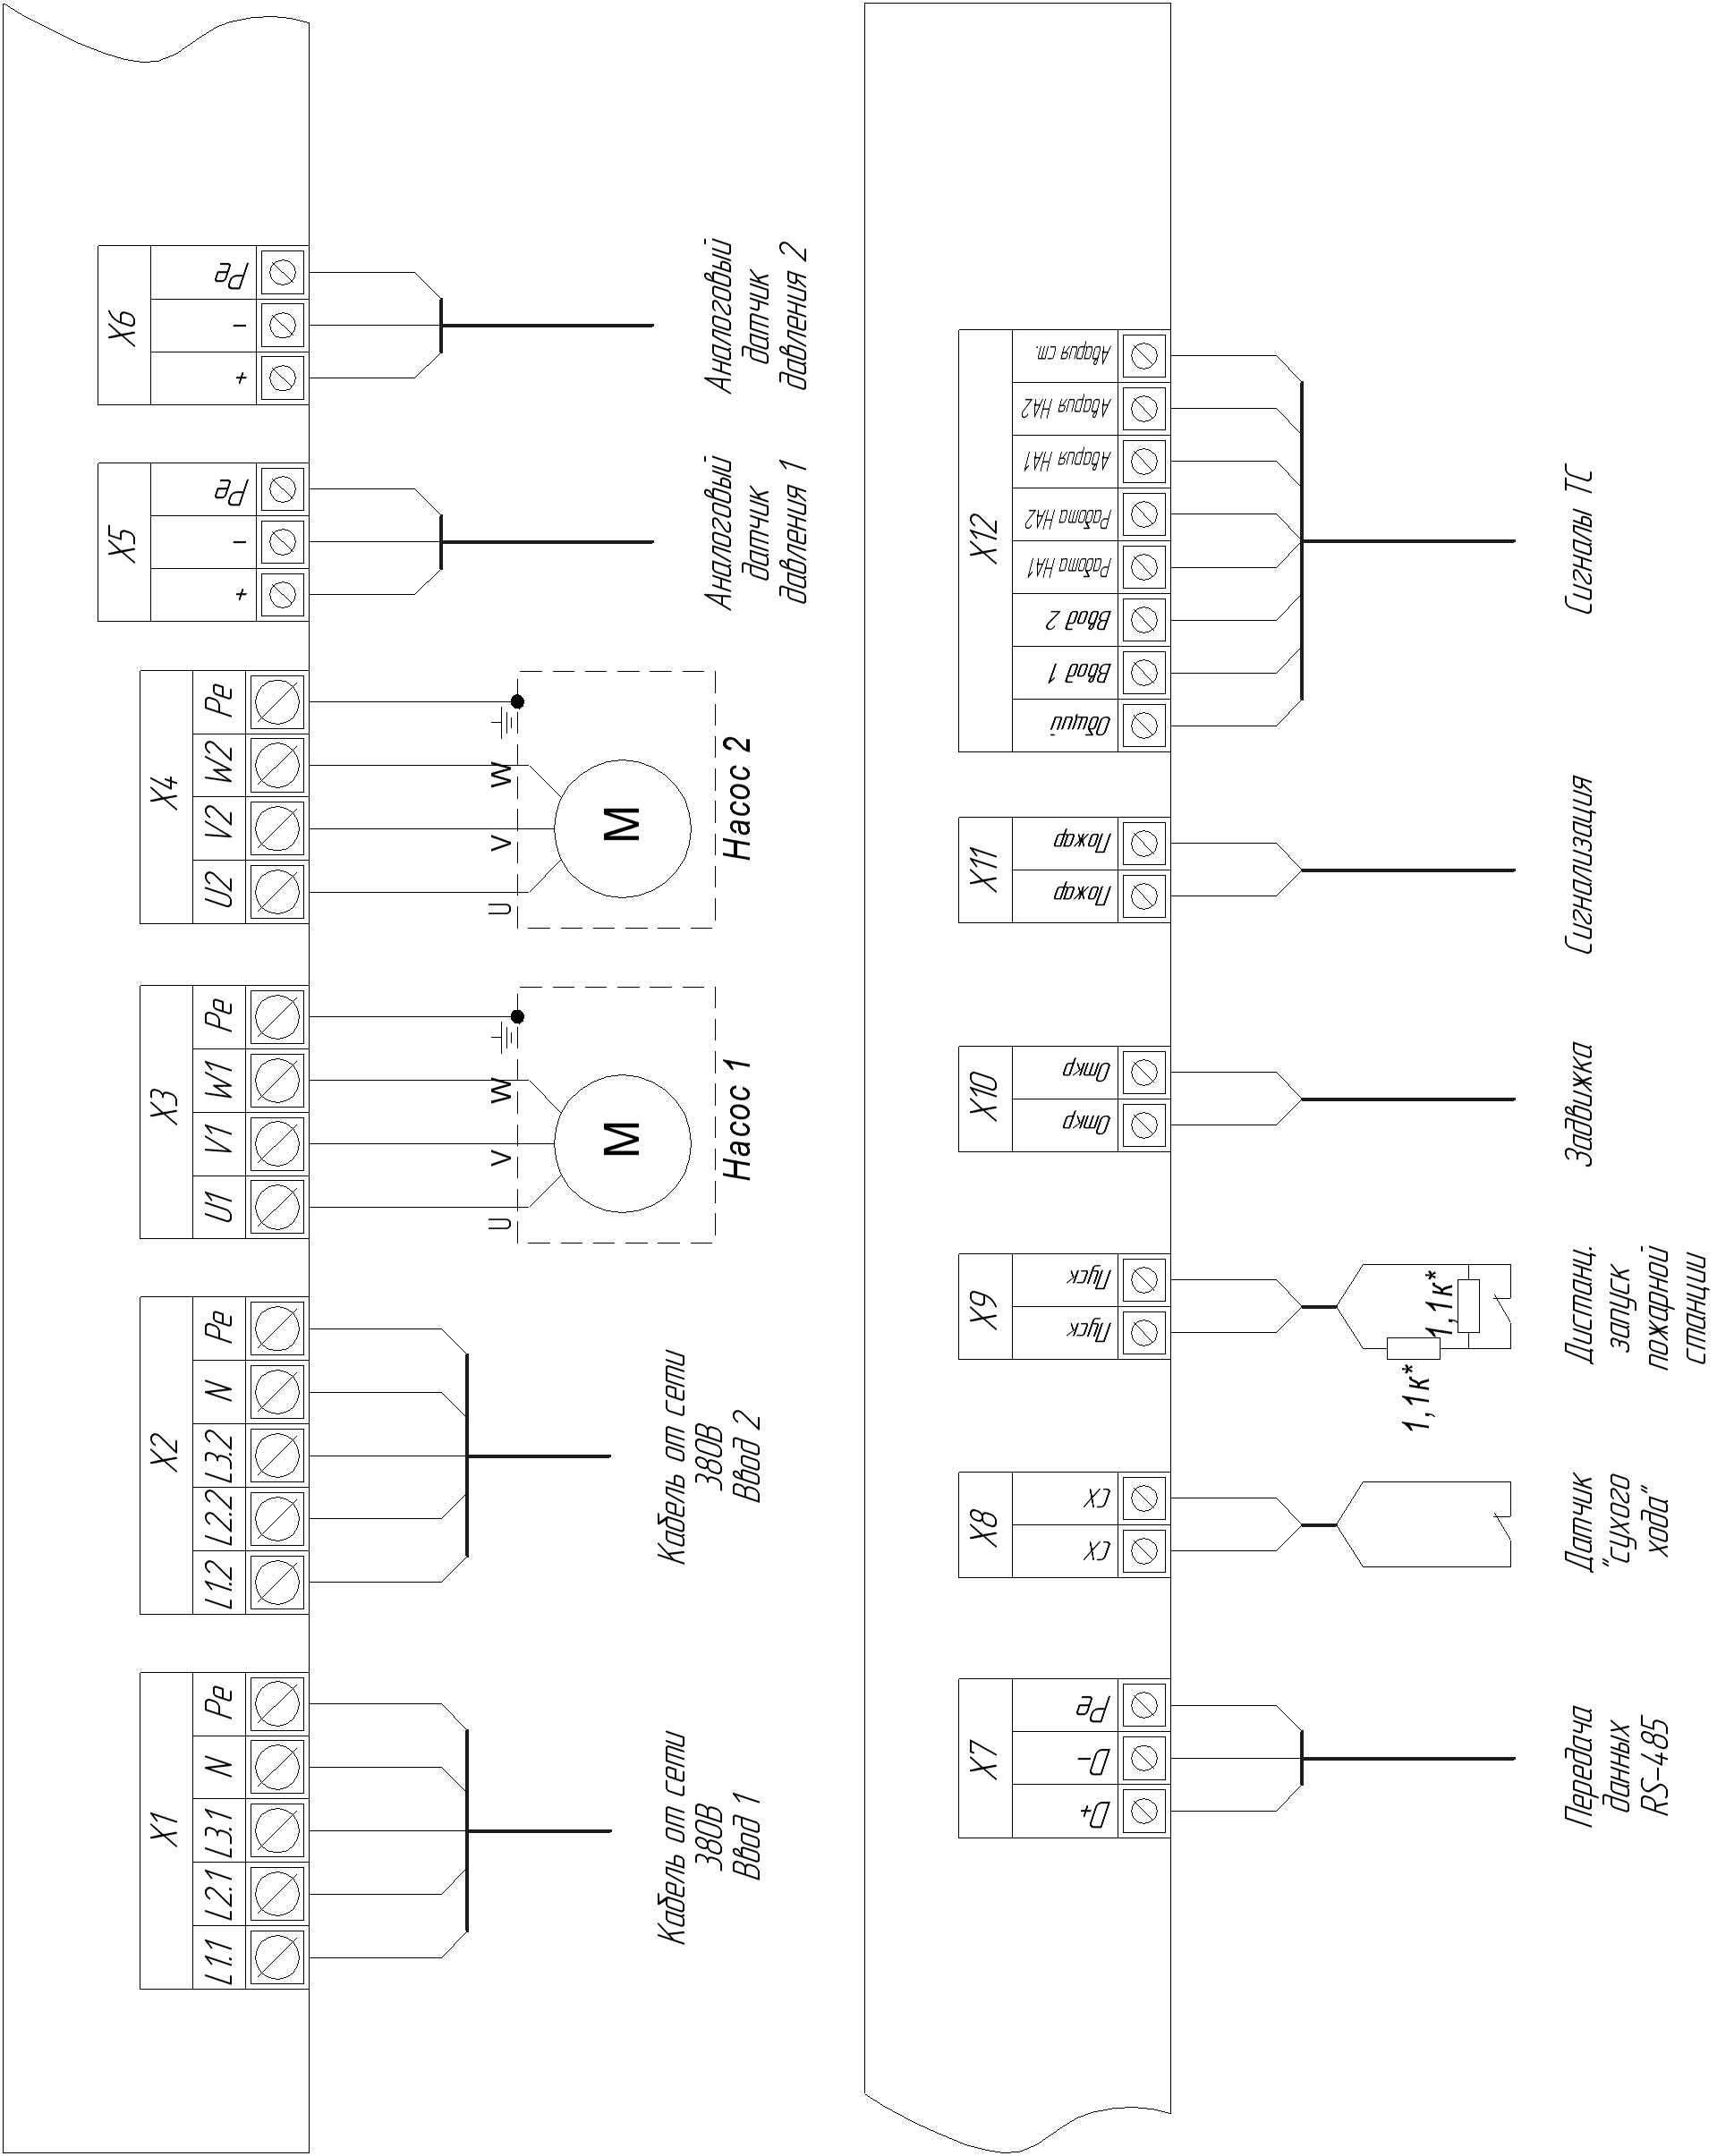 X1
L1.1
L2.1
L3.1
N
Pe
Кабель от сети
380В
Ввод 1
X2
L1.2
L2.2
L3.2
N
Pe
Кабель от сети
380В
Ввод 2
X3
U1
V1
W1
Pe
U
V
W
M
Насос 1
X4
U2
V2
W2
Pe
U
V
W
M
Насос 2
X5
+
-
Pe
Аналоговый
датчик
давления 1
X6
+
-
Pe
Аналоговый
датчик
давления 2
X7
D+
D-
Pe
Передача
данных
RS-485
X8
СХ
СХ
Датчик
"сухого
хода"
X9
Пуск
Пуск
1,1к*
1,1к*
Дистанц.
запуск
пожарной
станции
X10
Откр
Откр
Задвижка
X11
Пожар
Пожар
Сигнализация
X12
Общий
Ввод 1
Ввод 2
Работа НА1
Работа НА2
Авария НА1
Авария НА2
Авария ст.
Сигналы ТС